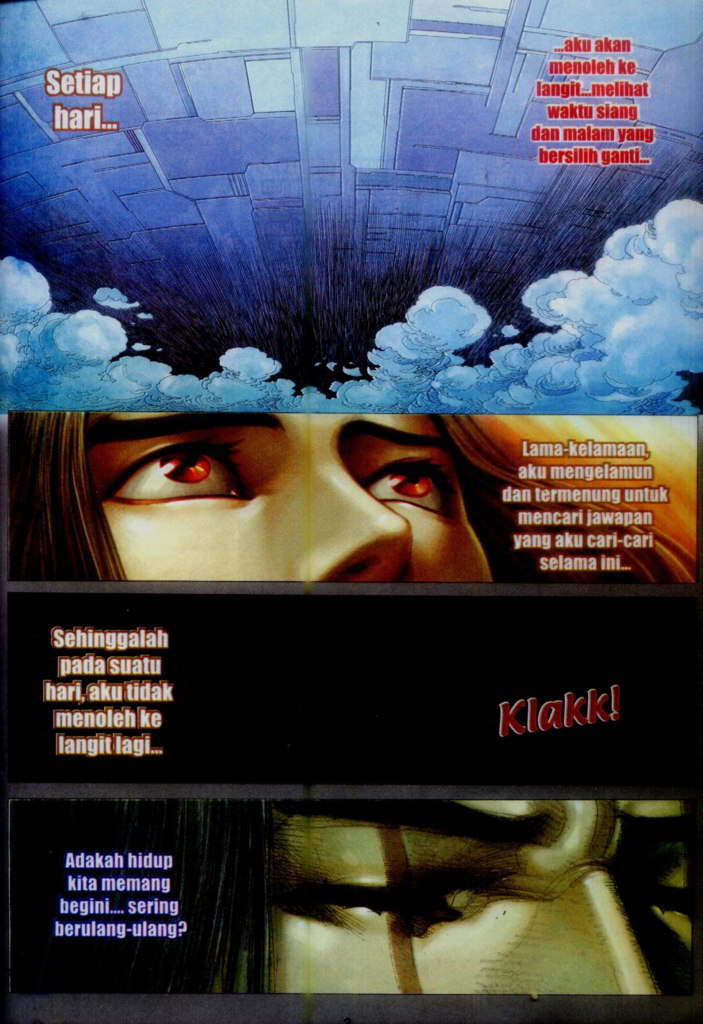 Setiap
hari...
...aku akan
menoleh ke
langit...melihat
waktu siang
dan malam yang
bersilih ganti...
Lama-kelamaan,
aku mengelamun
dan termenung untuk
mencari jawapan
yang aku cari-cari
selama ini...
Sehinggalah
pada suatu
hari, aku tidak
menoleh ke
langit lagi...
Klakk!
Adakah hidup
kita memang
begini.... sering
berulang-ulang?